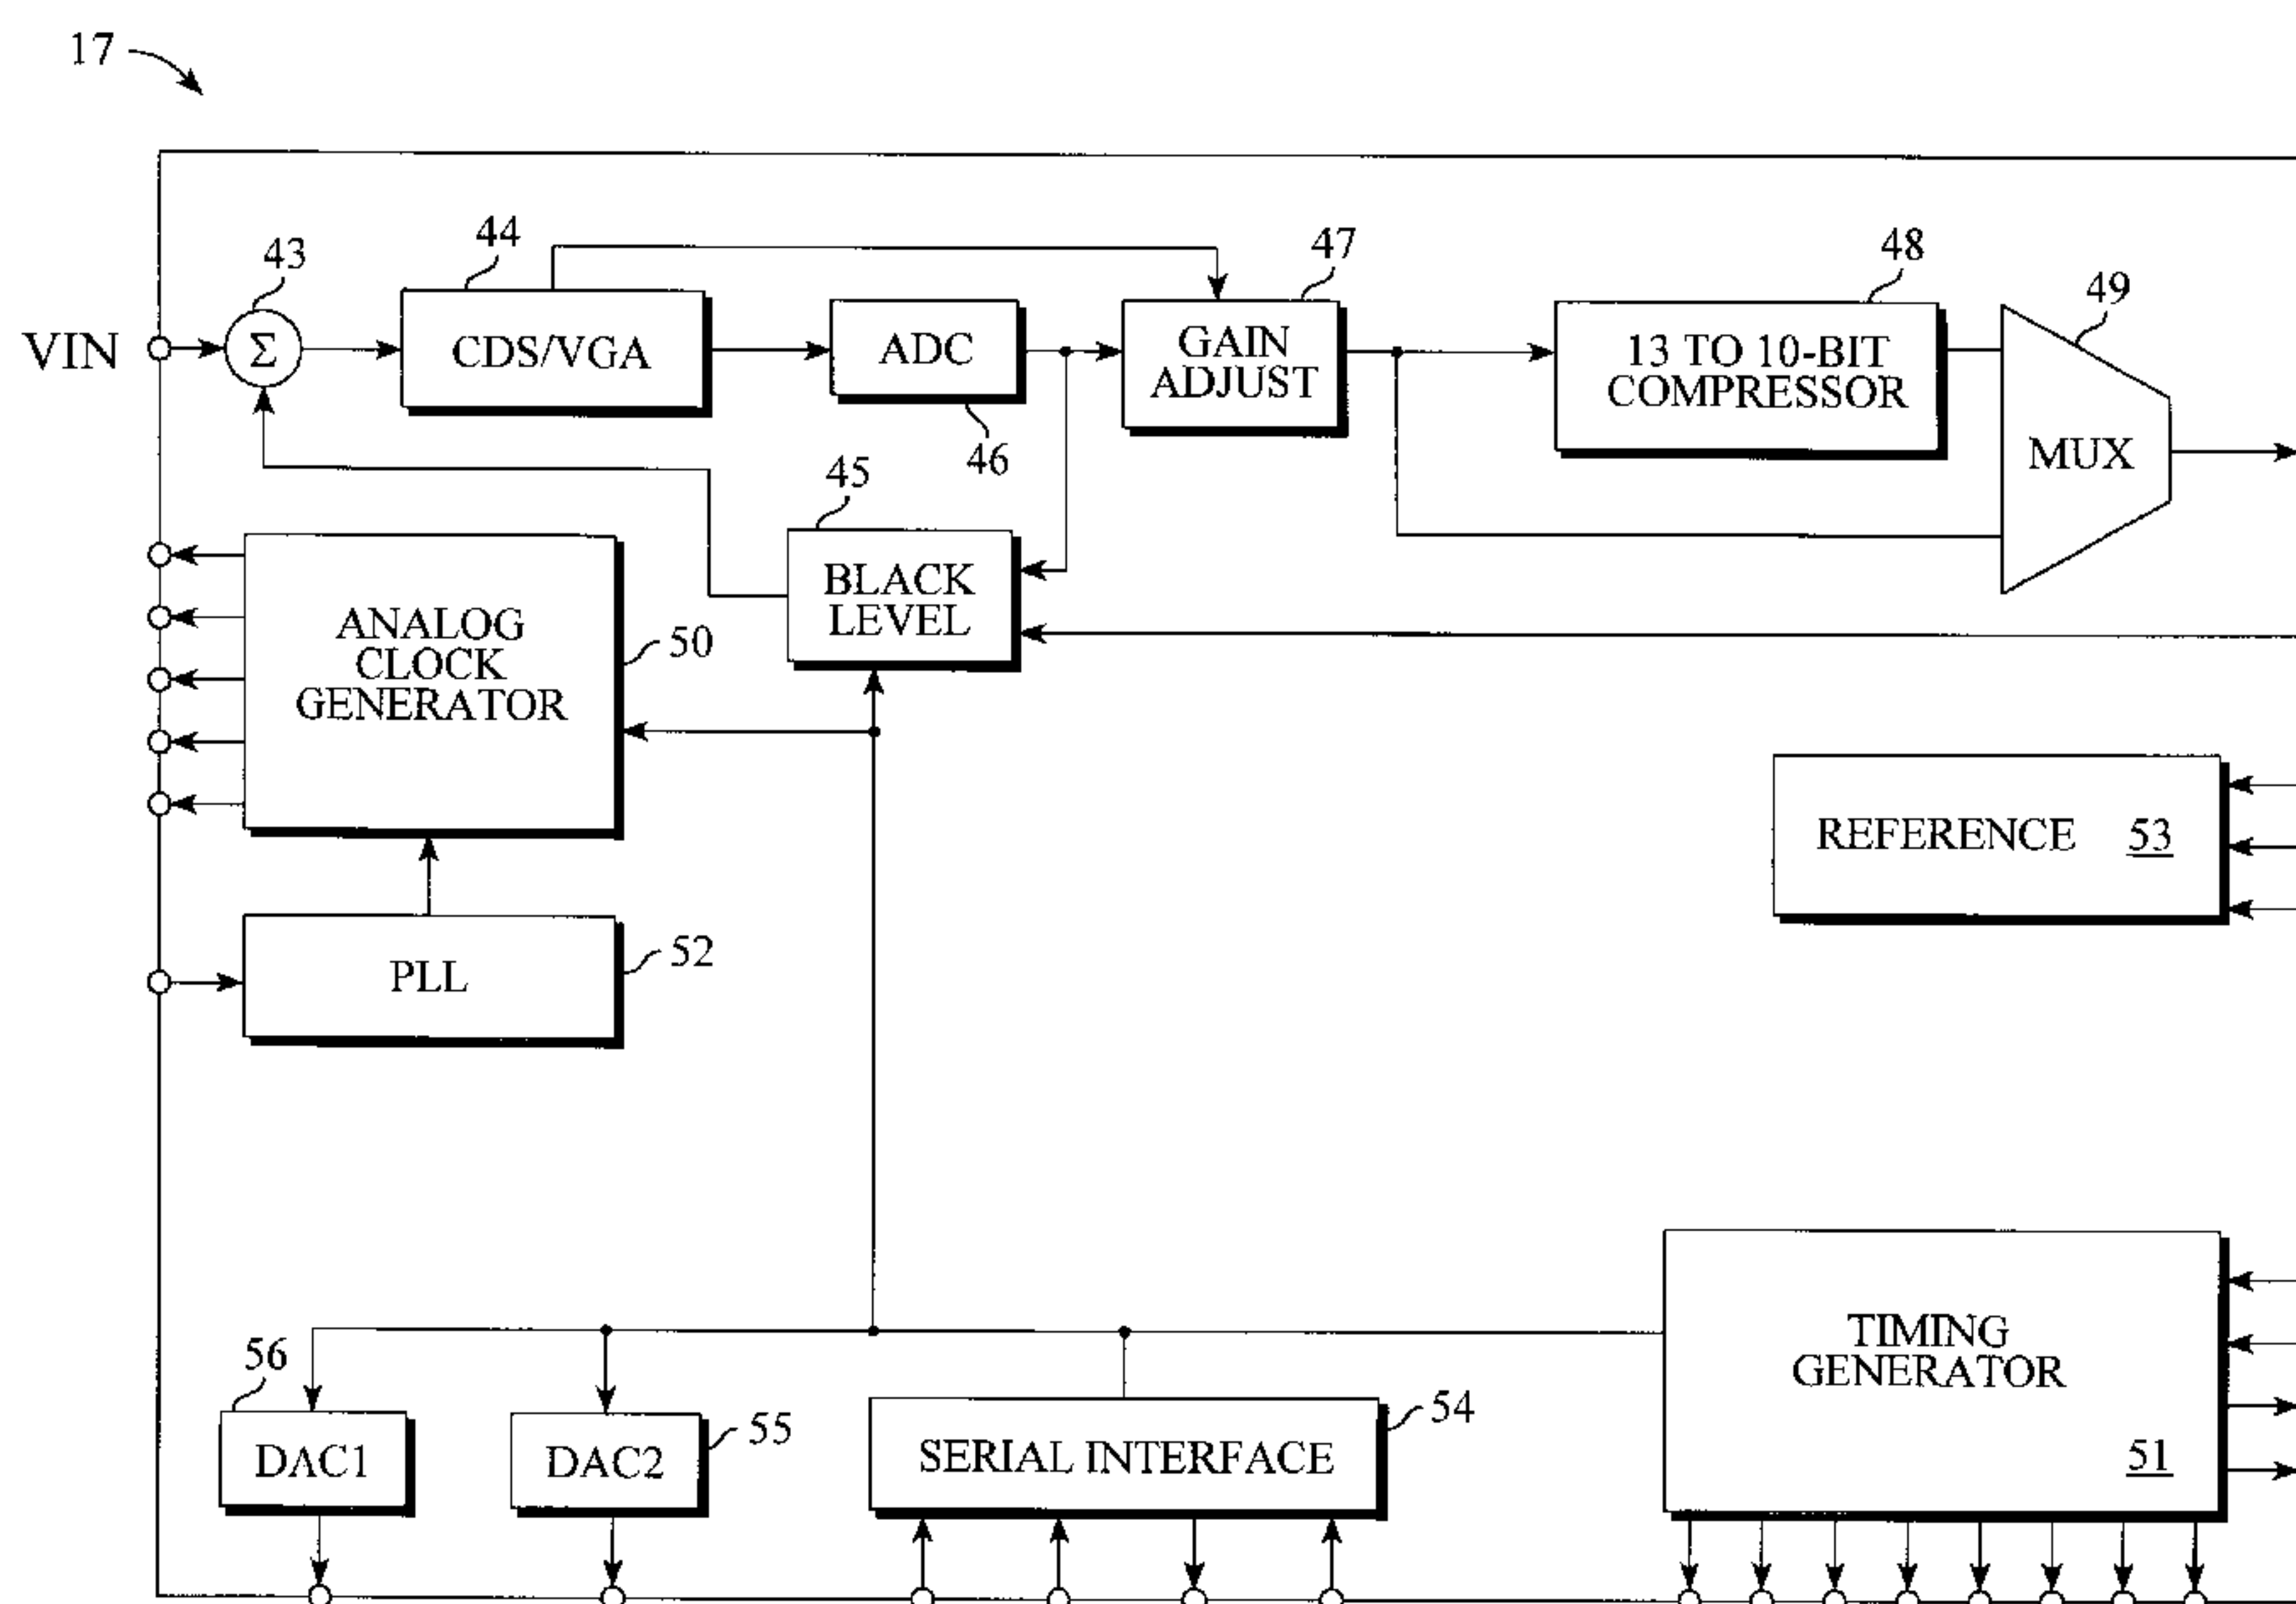 17
43
44
47
48
49
VIN
Σ
CDS/VGA
ADC
GAIN
ADJUST
13 TO 10-BIT
COMPRESSOR
MUX
46
45
BLACK
LEVEL
ANALOG
CLOCK
GENERATOR
50
REFERENCE 53
PLL
52
TIMING
GENERATOR
51
56
DAC1
DAC2
55
SERIAL INTERFACE
54